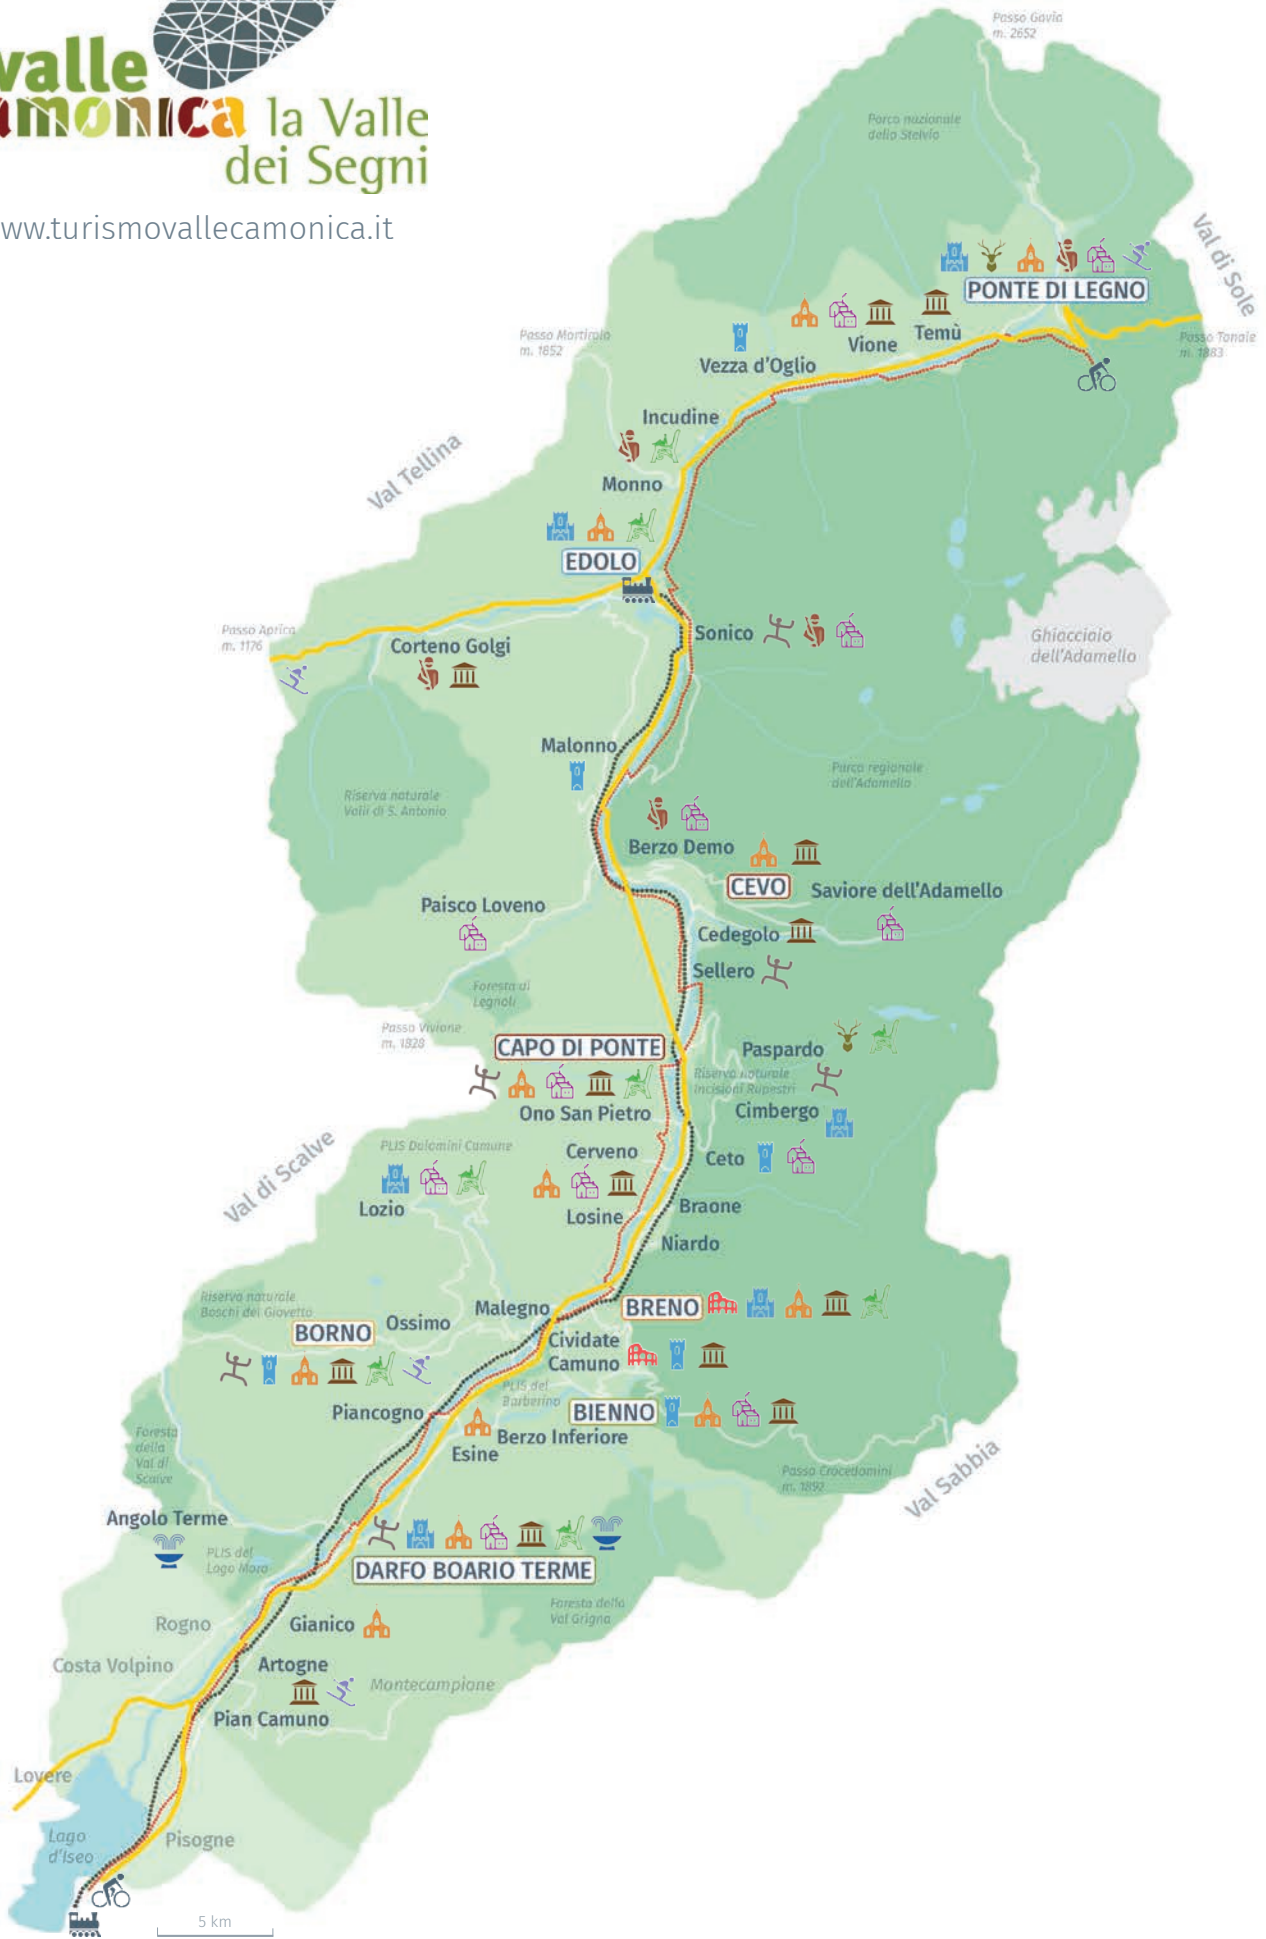 valle
amonica la Valle
dei Segni
ww.turismovallecamonica.it
Passo Gavia
m. 2652
Parco nazionale
dello Stelvio
Val di Sole
PONTE DI LEGNO
Passo Tonale
m. 1883
Temù
Vione
Vezza d'Oglio
Passo Mortirolo
m. 1852
Incudine
Val Tellina
Monno
EDOLO
Passo Aprica
m. 1176
Corteno Golgi
Sonico
Ghiacciaio
dell'Adamello
Malonno
Riserva naturale
Valli di S. Antonio
Parco regionale
dell'Adamello
Berzo Demo
CEVO
Saviore dell'Adamello
Paisco Loveno
Cedegolo
Sellero
Foresta di
Legnoli
Passo Vivione
m. 1828
CAPO DI PONTE
Paspardo
Riserva naturale
Incisioni Rupestri
Ono San Pietro
Cimbergo
Val di Scalve
PLIS Dolomini Camune
Cerveno
Ceto
Lozio
Losine
Braone
Niardo
Riserva naturale
Boschi del Giovetto
Malegno
BRENO
Ossimo
BORNO
Cividate
Camuno
PLIS del
Barberino
Piancogno
BIENNO
Berzo Inferiore
Esine
Foresta
della
Val di
Scalve
Passo Crocedomini
m. 1892
Val Sabbia
Angolo Terme
PLIS del
Lago Moro
DARFO BOARIO TERME
Foresta della
Val Grigna
Rogno
Gianico
Costa Volpino
Artogne
Montecampione
Pian Camuno
Lovere
Lago
d'Iseo
Pisogne
5 km